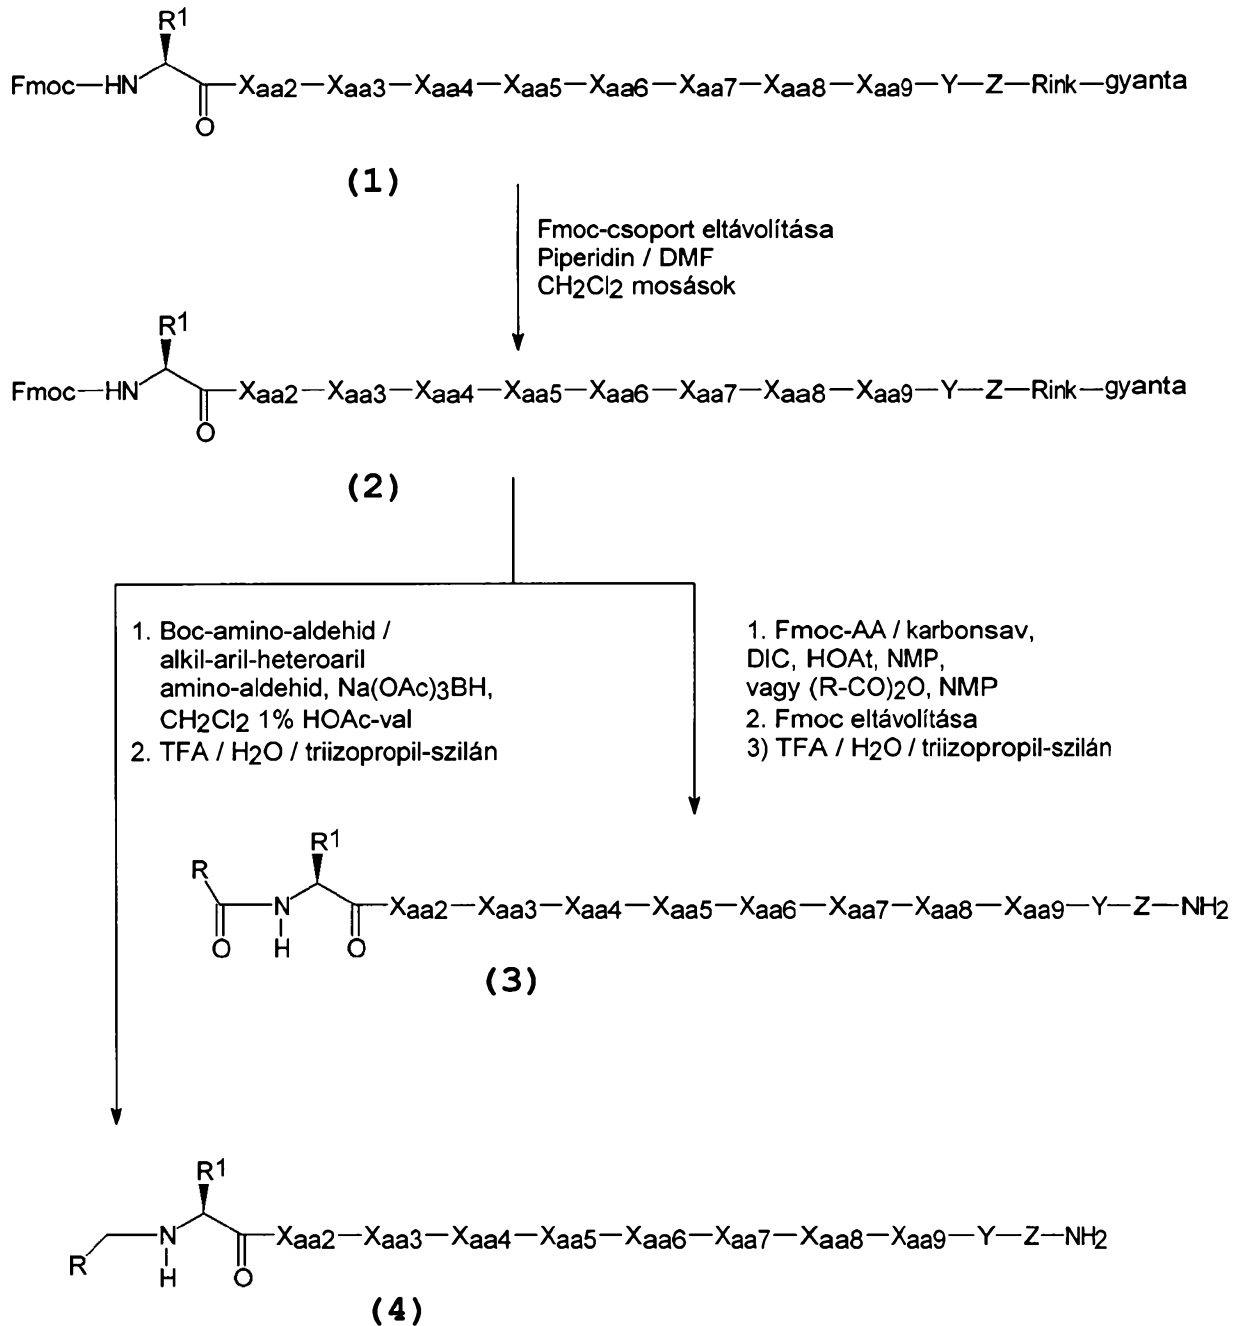 R1
Fmoc—HN Xaa2—Xaa3—Xaa4—Xaa5—Xaa6—Xaa7—Xaa8—Xaa9—Y—Z—Rink—gyanta
O
(1)
Fmoc-csoport eltávolítása
Piperidin / DMF
CH2Cl2 mosások
R1
Fmoc—HN Xaa2—Xaa3—Xaa4—Xaa5—Xaa6—Xaa7—Xaa8—Xaa9—Y—Z—Rink—gyanta
O
(2)
1. Boc-amino-aldehid /
alkil-aril-heteroaril
amino-aldehid, Na(OAc)3BH,
CH2Cl2 1% HOAc-val
2. TFA / H2O / triizopropil-szilán
1. Fmoc-AA / karbonsav,
DIC, HOAt, NMP,
vagy (R-CO)2O, NMP
2. Fmoc eltávolítása
3) TFA / H2O / triizopropil-szilán
R1
R
N Xaa2—Xaa3—Xaa4—Xaa5—Xaa6—Xaa7—Xaa8—Xaa9—Y—Z—NH2
O H O
(3)
R1
N Xaa2—Xaa3—Xaa4—Xaa5—Xaa6—Xaa7—Xaa8—Xaa9—Y—Z—NH2
R H O
(4)